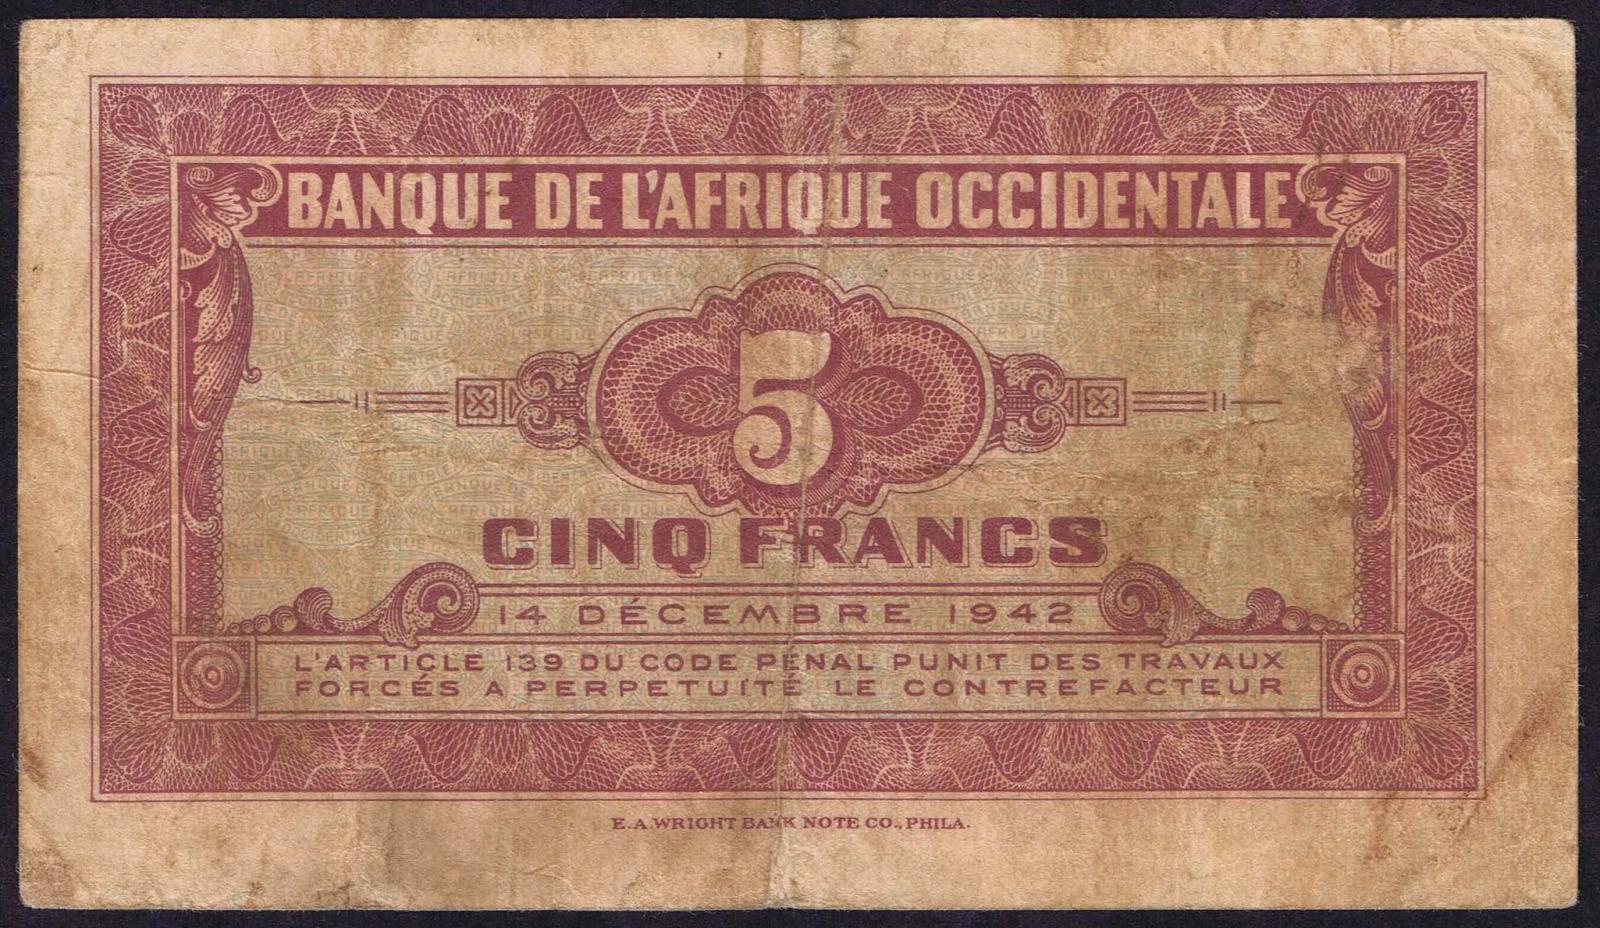 BANQUE DE L'AFRIQUE OCCIDENTALE
5
CINQ FRANCS
14 DÉCEMBRE 1942
L'ARTICLE 139 DU CODE PÉNAL PUNIT DES TRAVAUX
FORCÉS A PERPETUITÉ LE CONTREFACTEUR
E.A WRIGHT BANK NOTE CO., PHILA.